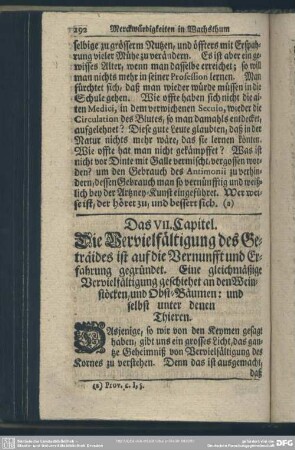 292 Merckwürdigkeiten in Wachsthum
selbige zu grösserm Nutzen, und öffters mit Erspah-
rung vieler Mühe zu verändern. Es ist aber ein ge-
wisses Alter, wenn man dasselbe erreicht; so will
man nichts mehr in seiner Profession lernen. Man
fürchtet sich, daß man wieder würde müssen in die
Schule gehen. Wie offte haben sich nicht die al-
ten Medici, in dem verwichenen Seculo, wieder die
Circulation des Blutes, so man damahls entdecket,
aufgelehnet? Diese gute Leute glaubten, daß in der
Natur nichts mehr wäre, das sie lernen könten.
Wie offte hat man nicht gekämpffet? Was ist
nicht vor Dinte mit Galle vermischt, vergossen wor-
den? um den Gebrauch des Antimonii zu verhin-
dern, dessen Gebrauch man so vernünfftig und weiß-
lich bey der Artzney-Kunst eingeführet. Wer wei-
se ist, der höret zu, und bessert sich. (a)
Das VII. Capitel.
Die Vervielfältigung des Ge-
träides ist auf die Vernunfft und Er-
fahrung gegründet. Eine gleichmäßige
Vervielfältigung geschiehet an den Wein-
stöcken, und Obst-Bäumen: und
selbst unter denen
Thieren.
Dasjenige, so wir von den Keymen gesagt
haben, gibt uns ein grosses Licht, das gan-
tze Geheimniß von Vervielfältigung des
Kornes zu verstehen. Denn das ist ausgemacht,
daß
(a) Prov. c. I, 5.